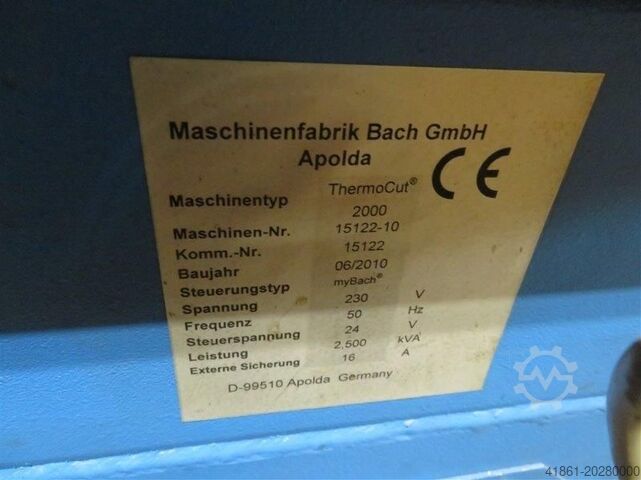 Maschinenfabrik Bach GmbH
Apolda
CE
Maschinentyp ThermoCut®
2000
Maschinen-Nr. 15122-10
Komm.-Nr. 15122
Baujahr 06/2010
Steuerungstyp myBach®
Spannung 230 V
Frequenz 50 Hz
Steuerspannung 24 V
Leistung 2,500 kVA
Externe Sicherung 16 A
D-99510 Apolda Germany
41861-20280000